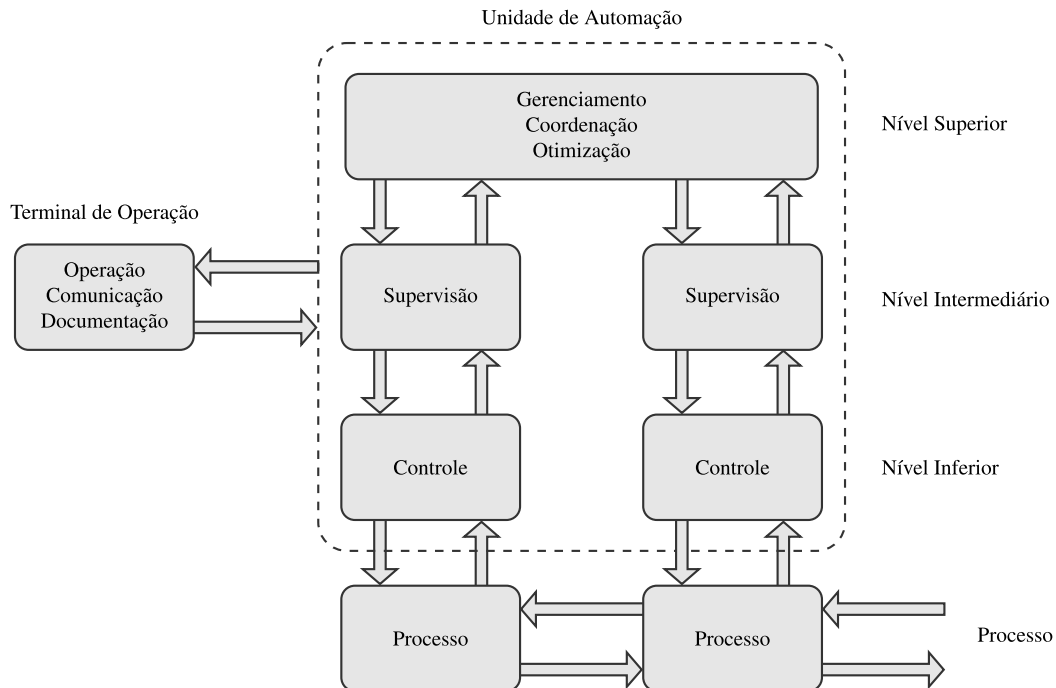 Unidade de Automação
Gerenciamento
Coordenação
Otimização
Nível Superior
Terminal de Operação
Operação
Comunicação
Documentação
Supervisão
Supervisão
Nível Intermediário
Controle
Controle
Nível Inferior
Processo
Processo
Processo